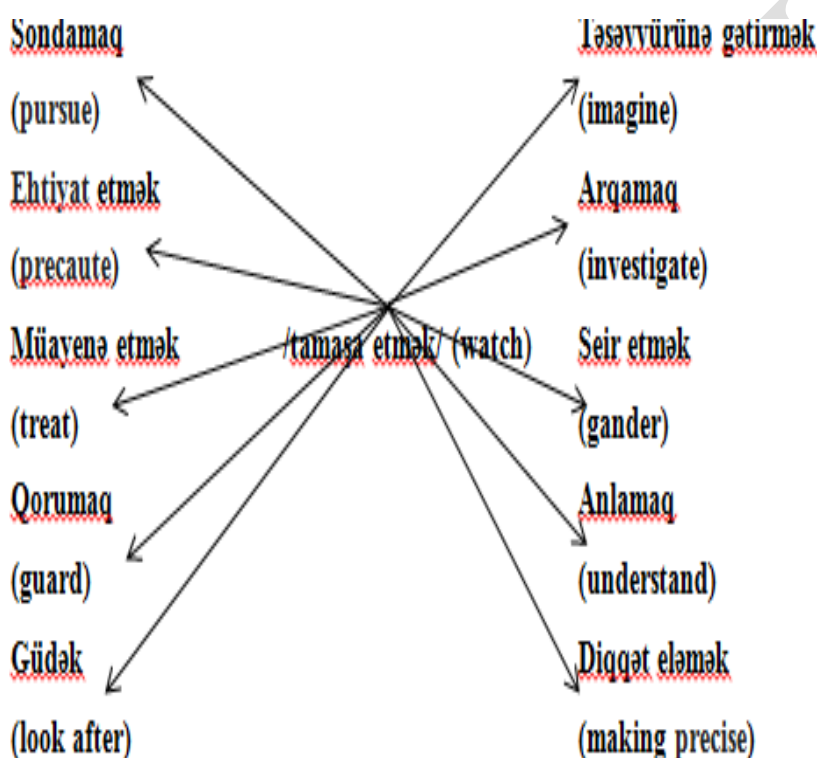 Sondamaq
(pursue)
Ehtiyat etmək
(precaute)
Müayenə etmək
(treat)
Qorumaq
(guard)
Güdək
(look after)
/tamaşa etmək/ (watch)
Təsəvvürünə gətirmək
(imagine)
Arqamaq
(investigate)
Seir etmək
(gander)
Anlamaq
(understand)
Diqqət eləmək
(making precise)